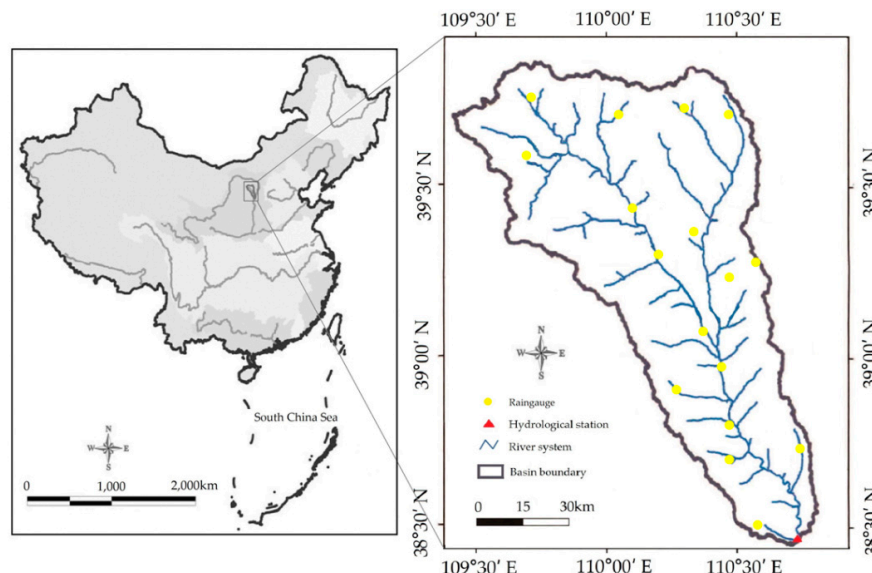 South China Sea
N
W E
S
0 1,000 2,000km
109°30′ E 110°00′ E 110°30′ E
39°30′ N
39°00′ N
38°30′ N
N
W E
S
Raingauge
Hydrological station
River system
Basin boundary
0 15 30km
39°30′ N
39°00′ N
38°30′ N
109°30′ E 110°00′ E 110°30′ E